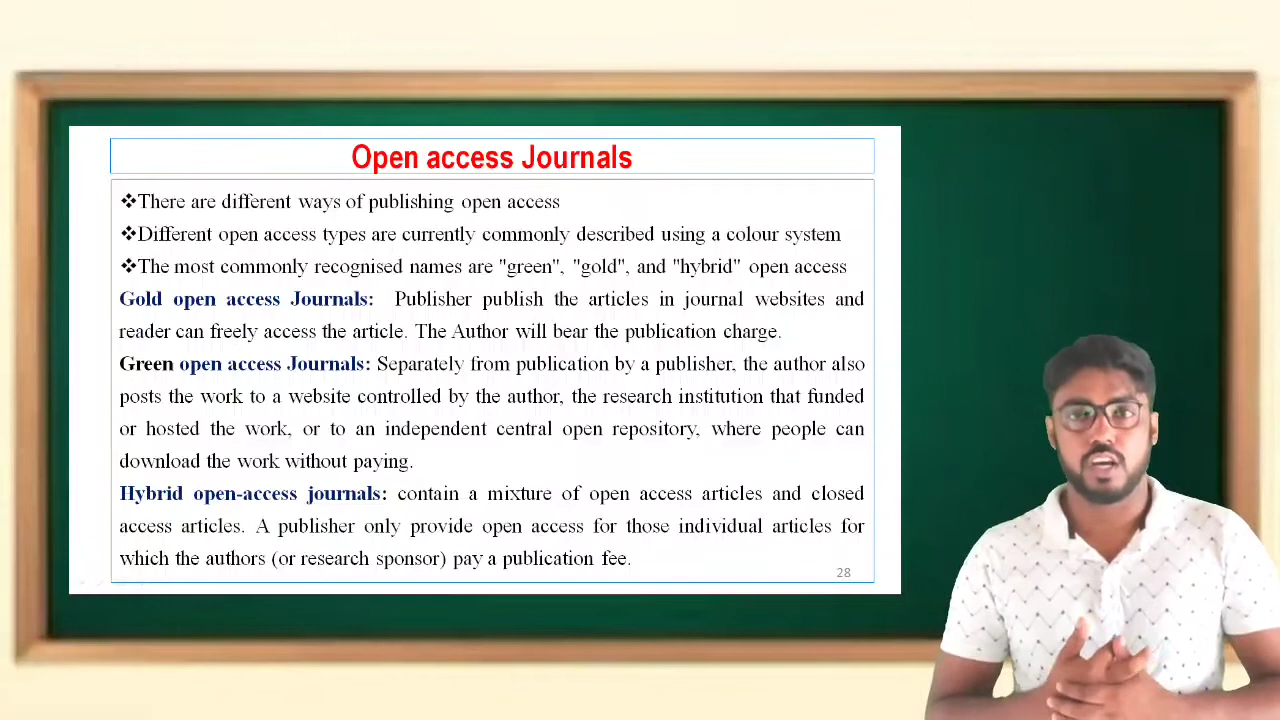 Open access Journals
❖There are different ways of publishing open access
❖Different open access types are currently commonly described using a colour system
❖The most commonly recognised names are "green", "gold", and "hybrid" open access
Gold open access Journals: Publisher publish the articles in journal websites and
reader can freely access the article. The Author will bear the publication charge.
Green open access Journals: Separately from publication by a publisher, the author also
posts the work to a website controlled by the author, the research institution that funded
or hosted the work, or to an independent central open repository, where people can
download the work without paying.
Hybrid open-access journals: contain a mixture of open access articles and closed
access articles. A publisher only provide open access for those individual articles for
which the authors (or research sponsor) pay a publication fee.
28